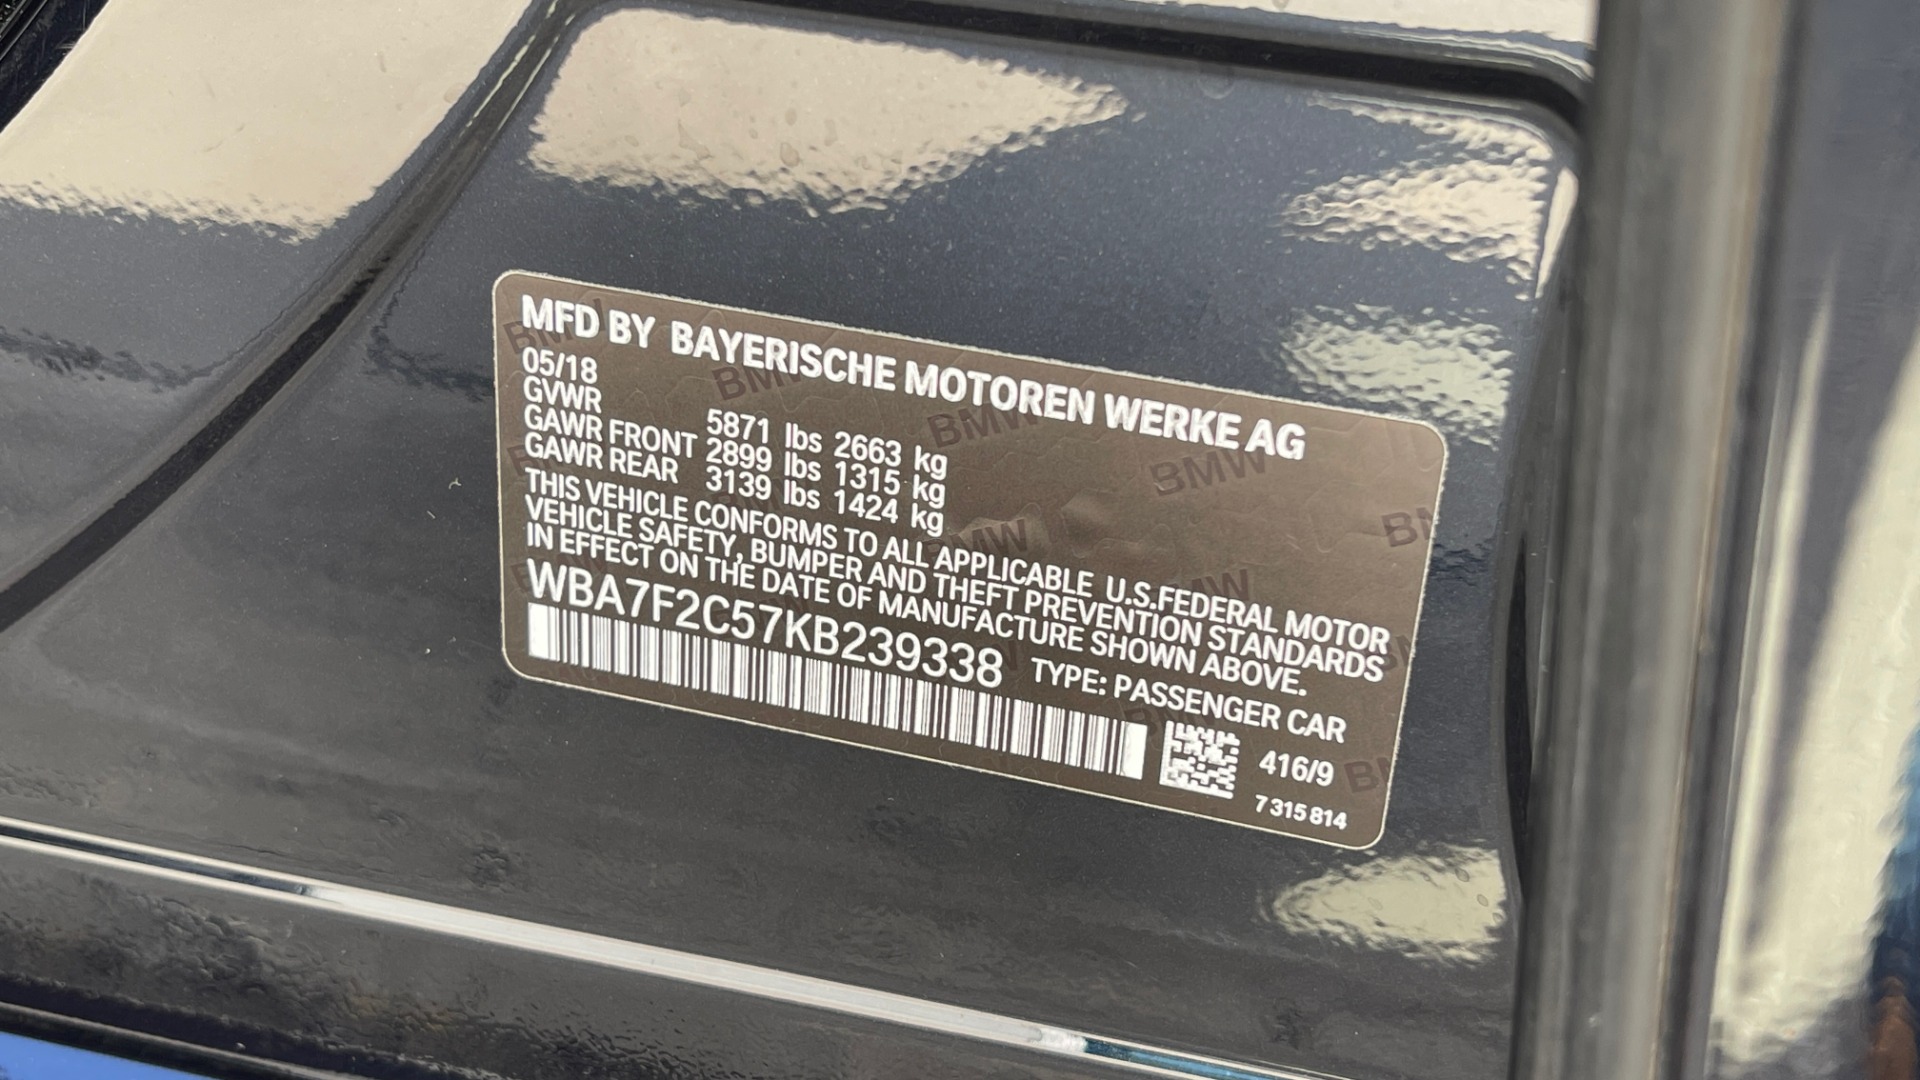 MFD BY BAYERISCHE MOTOREN WERKE AG
05/18
GVWR 5871 lbs 2663 kg
GAWR FRONT 2899 lbs 1315 kg
GAWR REAR 3139 lbs 1424 kg
THIS VEHICLE CONFORMS TO ALL APPLICABLE U.S.FEDERAL MOTOR
VEHICLE SAFETY, BUMPER AND THEFT PREVENTION STANDARDS
IN EFFECT ON THE DATE OF MANUFACTURE SHOWN ABOVE.
WBA7F2C57KB239338 TYPE: PASSENGER CAR
416/9
7 315 814